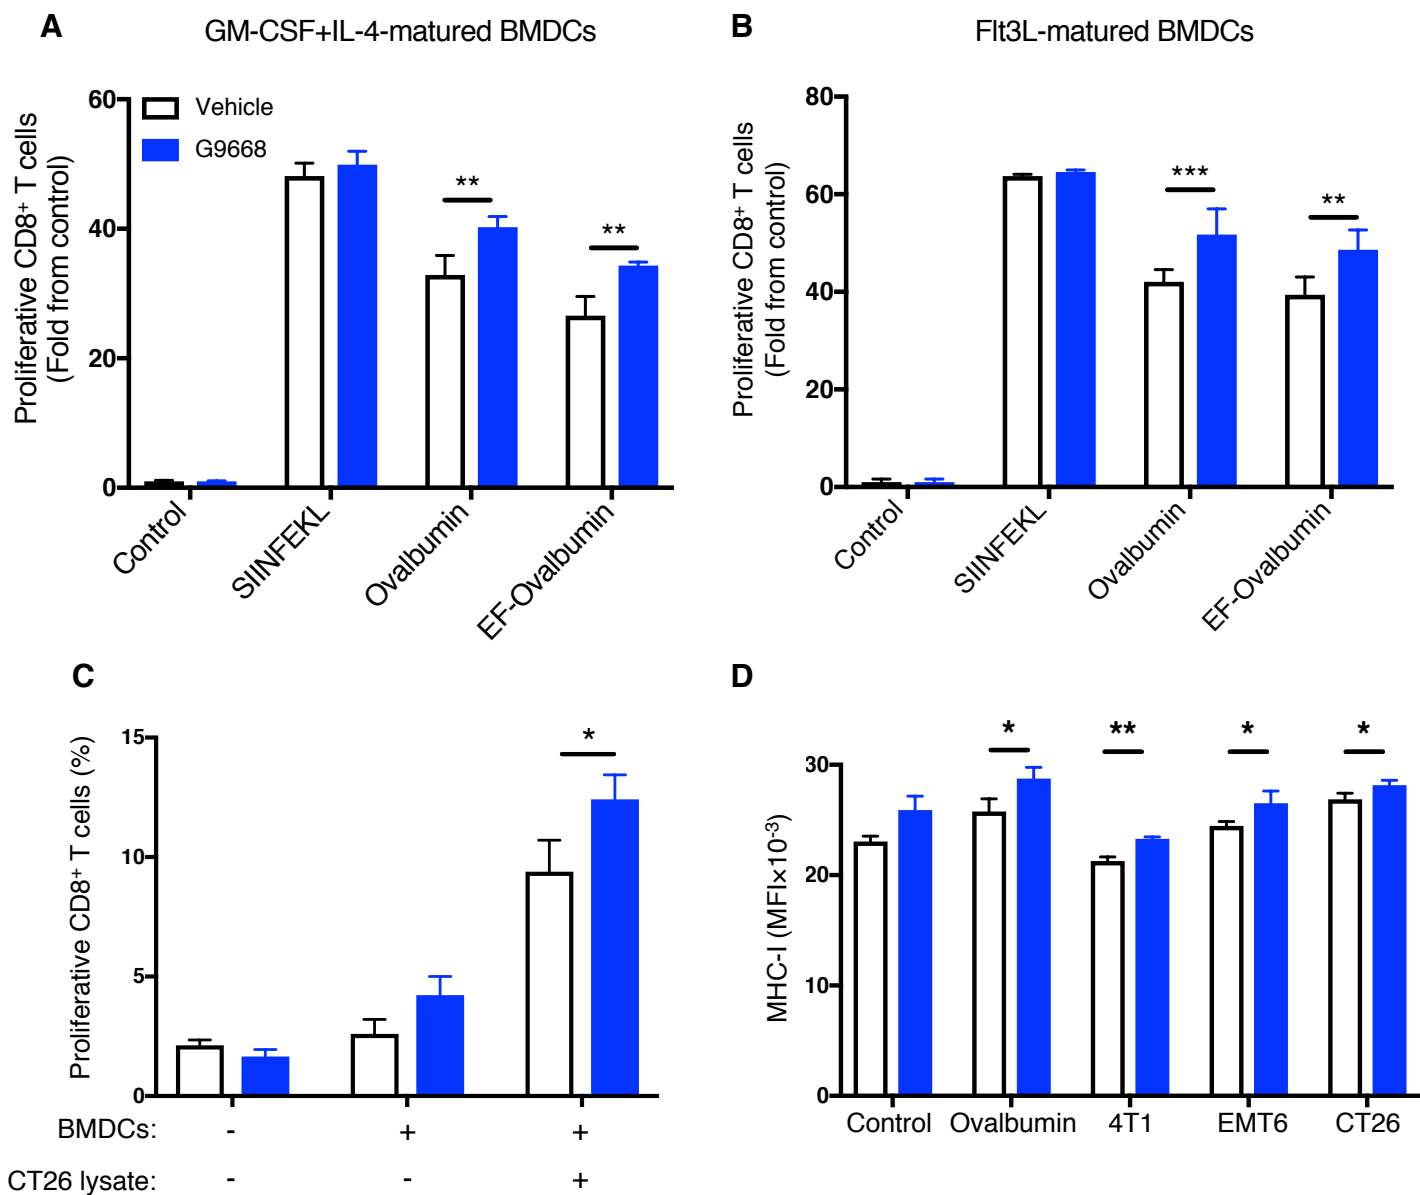 A
GM-CSF+IL-4-matured BMDCs
Proliferative CD8+ T cells
(Fold from control)
60
40
20
0
Vehicle
G9668
**
**
Control
SIINFEKL
Ovalbumin
EF-Ovalbumin
B
Flt3L-matured BMDCs
Proliferative CD8+ T cells
(Fold from control)
80
60
40
20
0
***
**
Control
SIINFEKL
Ovalbumin
EF-Ovalbumin
C
Proliferative CD8+ T cells (%)
15
10
5
0
*
BMDCs: - + +
CT26 lysate: - - +
D
MHC-I (MFI×10-3)
30
20
10
0
* ** * *
Control Ovalbumin 4T1 EMT6 CT26